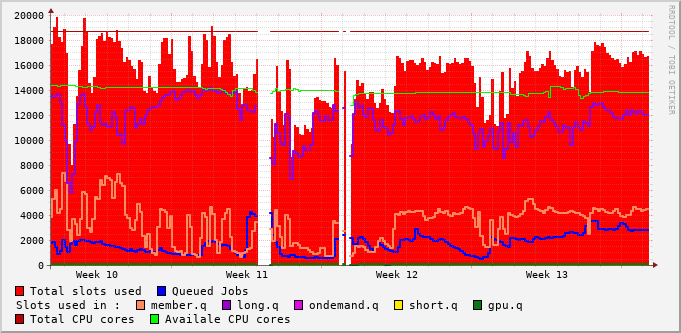 20000
18000
16000
14000
12000
10000
8000
6000
4000
2000
0
Week 10 Week 11 Week 12 Week 13
Total slots used Queued Jobs
Slots used in : member.q long.q ondemand.q short.q gpu.q
Total CPU cores Availale CPU cores
RRDTOOL / TOBI OETIKER